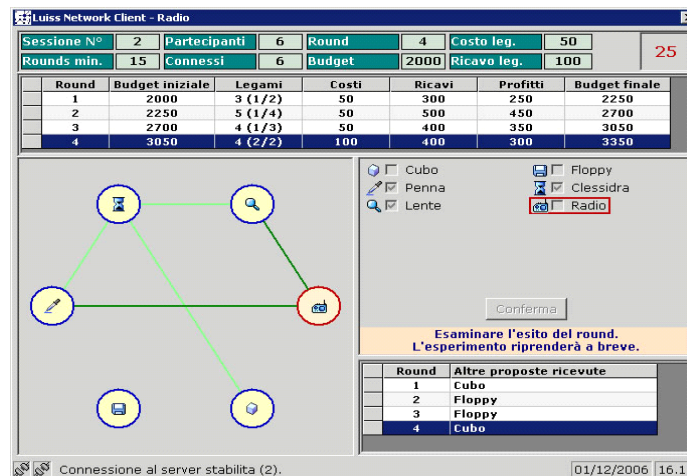 Luiss Network Client - Radio
Sessione N° 2 Partecipanti 6 Round 4 Costo leg. 50 25
Rounds min. 15 Connessi 6 Budget 2000 Ricavo leg. 100
Round Budget iniziale Legami Costi Ricavi Profitti Budget finale
1 2000 3 (1/2) 50 300 250 2250
2 2250 5 (1/4) 50 500 450 2700
3 2700 4 (1/3) 50 400 350 3050
4 3050 4 (2/2) 100 400 300 3350
Cubo Floppy
Penna Clessidra
Lente Radio
Conferma
Esaminare l'esito del round.
L'esperimento riprenderà a breve.
Round Altre proposte ricevute
1 Cubo
2 Floppy
3 Floppy
4 Cubo
Connessione al server stabilita (2). 01/12/2006 16.1